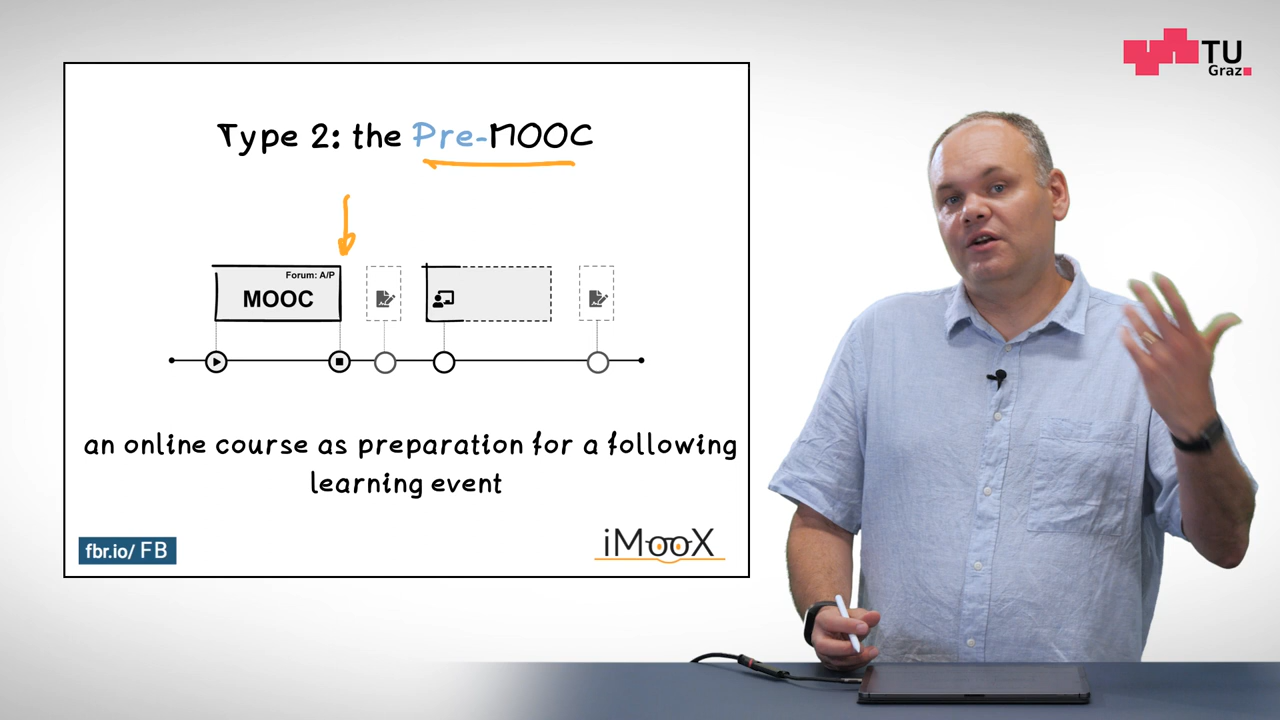 TU
Graz
Type 2: the Pre-MOOC
Forum: A/P
MOOC
an online course as preparation for a following
learning event
fbr.io/ FB
iMooX